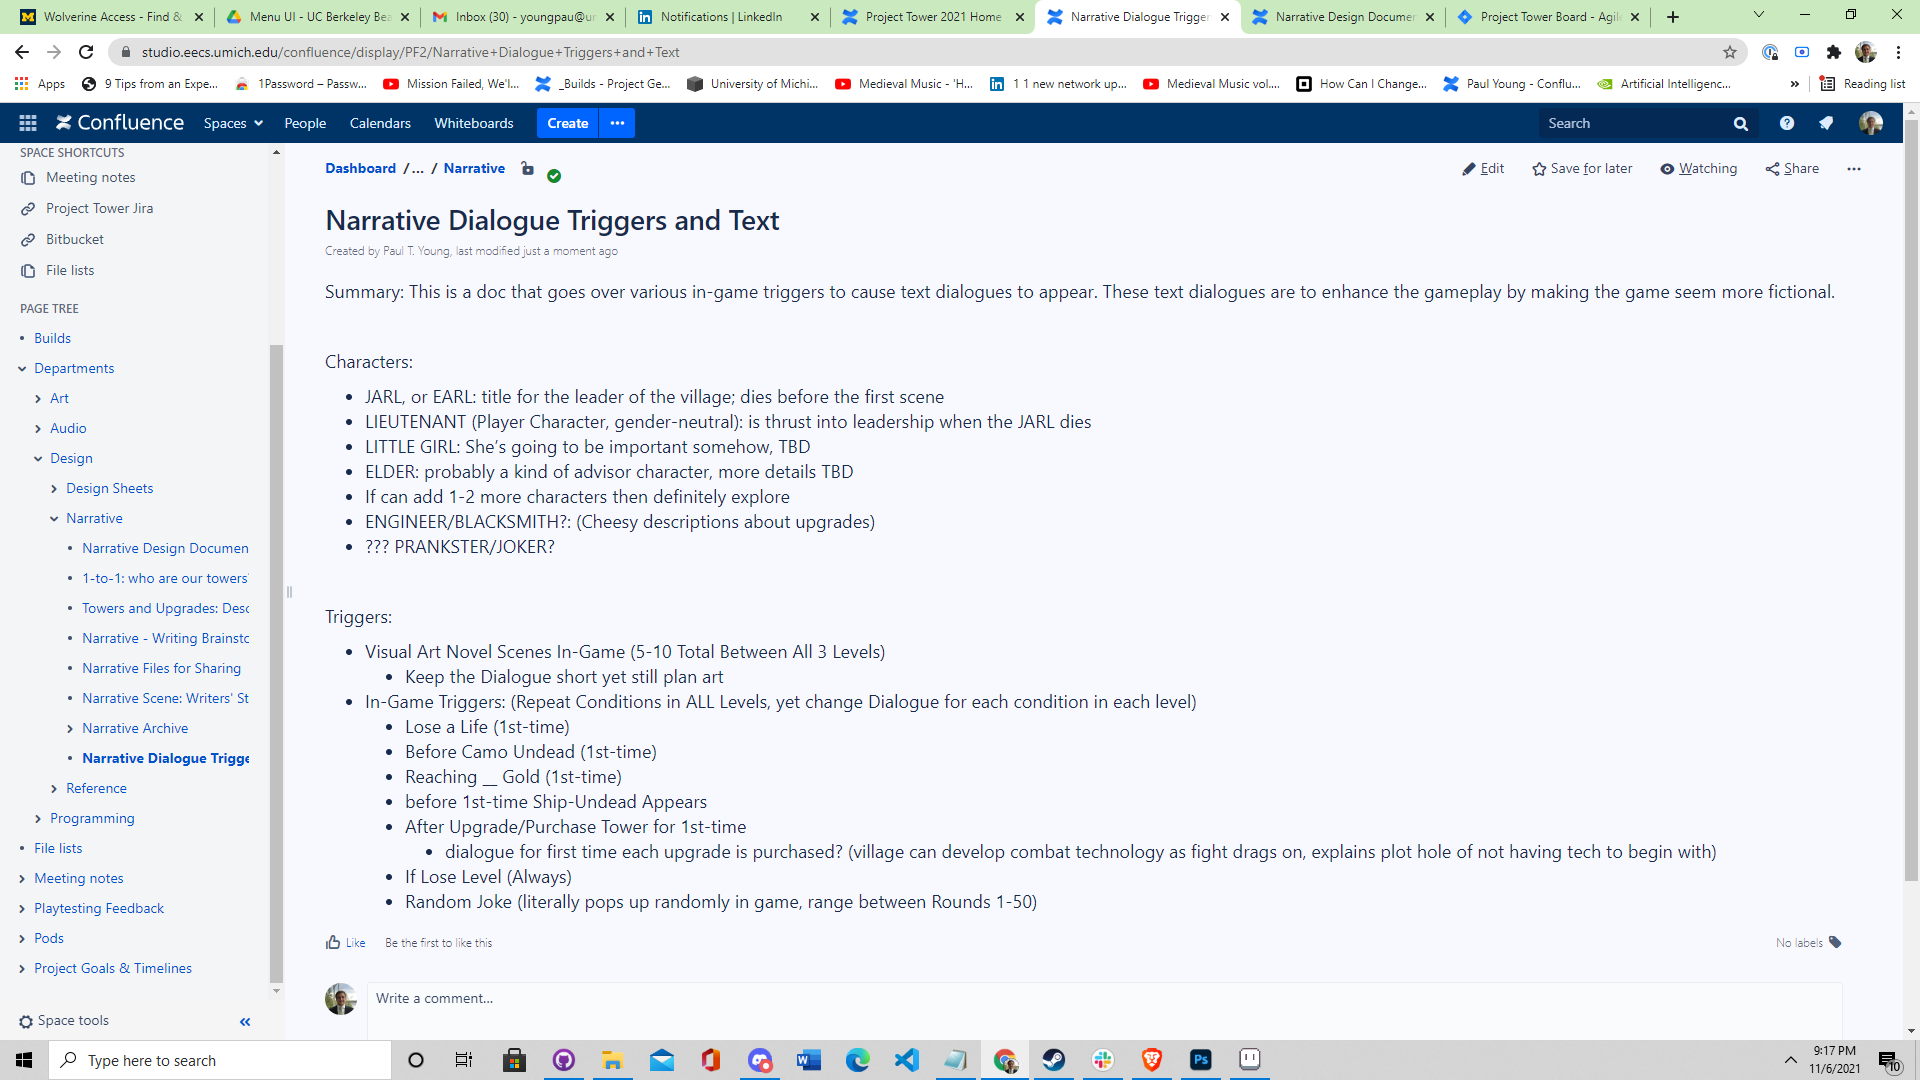 Wolverine Access - Find &
Menu UI - UC Berkeley Bea
Inbox (30) - youngpau@u
Notifications | LinkedIn
Project Tower 2021 Home
Narrative Dialogue Trigger
Narrative Design Documen
Project Tower Board - Agil
studio.eecs.umich.edu/confluence/display/PF2/Narrative+Dialogue+Triggers+and+Text
Apps
9 Tips from an Expe...
1Password – Passw...
Mission Failed, We'l...
_Builds - Project Ge...
University of Michi...
Medieval Music - 'H...
1 1 new network up...
Medieval Music vol....
How Can I Change...
Paul Young - Conflu...
Artificial Intelligenc...
»
Reading list
Confluence
Spaces
People
Calendars
Whiteboards
Create
Search
SPACE SHORTCUTS
Meeting notes
Project Tower Jira
Bitbucket
File lists
PAGE TREE
Builds
Departments
Art
Audio
Design
Design Sheets
Narrative
Narrative Design Documen
1-to-1: who are our towers
Towers and Upgrades: Desc
Narrative - Writing Brainsto
Narrative Files for Sharing
Narrative Scene: Writers' St
Narrative Archive
Narrative Dialogue Trigge
Reference
Programming
File lists
Meeting notes
Playtesting Feedback
Pods
Project Goals & Timelines
Space tools
Dashboard /... / Narrative
Edit
Save for later
Watching
Share
Narrative Dialogue Triggers and Text
Created by Paul T. Young, last modified just a moment ago
Summary: This is a doc that goes over various in-game triggers to cause text dialogues to appear. These text dialogues are to enhance the gameplay by making the game seem more fictional.
Characters:
• JARL, or EARL: title for the leader of the village; dies before the first scene
• LIEUTENANT (Player Character, gender-neutral): is thrust into leadership when the JARL dies
• LITTLE GIRL: She’s going to be important somehow, TBD
• ELDER: probably a kind of advisor character, more details TBD
• If can add 1-2 more characters then definitely explore
• ENGINEER/BLACKSMITH?: (Cheesy descriptions about upgrades)
• ??? PRANKSTER/JOKER?
Triggers:
• Visual Art Novel Scenes In-Game (5-10 Total Between All 3 Levels)
• Keep the Dialogue short yet still plan art
• In-Game Triggers: (Repeat Conditions in ALL Levels, yet change Dialogue for each condition in each level)
• Lose a Life (1st-time)
• Before Camo Undead (1st-time)
• Reaching __ Gold (1st-time)
• before 1st-time Ship-Undead Appears
• After Upgrade/Purchase Tower for 1st-time
• dialogue for first time each upgrade is purchased? (village can develop combat technology as fight drags on, explains plot hole of not having tech to begin with)
• If Lose Level (Always)
• Random Joke (literally pops up randomly in game, range between Rounds 1-50)
Like
Be the first to like this
No labels
Write a comment...
Type here to search
9:17 PM
11/6/2021
10